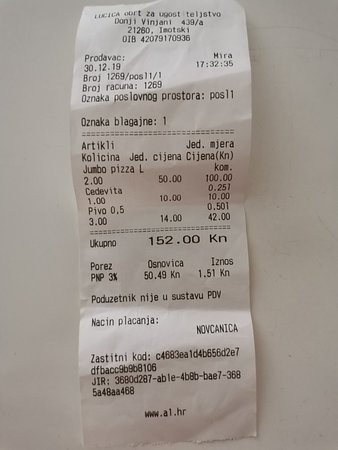 LUCICA obrt za ugost teljstvo
Donji Vinjani 439/a
21260, Imotski
OIB 42079170936
Prodavac: Mira
30.12.19 17:32:35
Broj 1269/posl1/1
Broj racuna: 1269
Oznaka poslovnog prostora: posl1
Oznaka blagajne: 1
Artikli Jed. mjera
Kolicina Jed. cijena Cijena(Kn)
Jumbo pizza L kom.
2.00 50.00 100.00
Cedevita 0.25l
1.00 10.00 10.00
Pivo 0,5 0.50l
3.00 14.00 42.00
Ukupno 152.00 Kn
Porez Osnovica Iznos
PNP 3% 50.49 Kn 1.51 Kn
Poduzetnik nije u sustavu PDV
Nacin placanja:
NOVCANICA
Zastitni kod: c4683ea1d4b656d2e7
dfbacc9b9b8106
JIR: 3680d287-ab1e-4b8b-bae7-368
5a48aa468
www.a1.hr